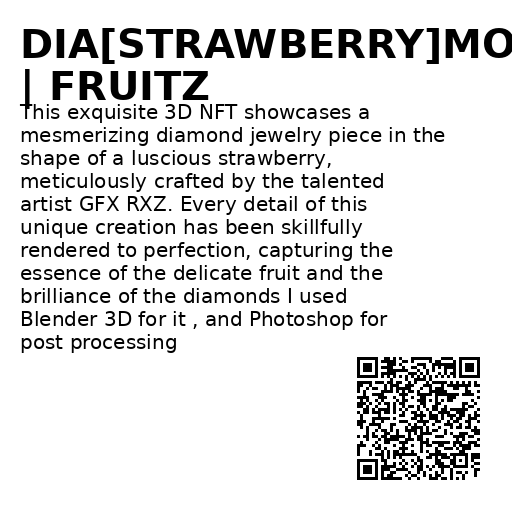 DIA[STRAWBERRY]MO
| FRUITZ
This exquisite 3D NFT showcases a
mesmerizing diamond jewelry piece in the
shape of a luscious strawberry,
meticulously crafted by the talented
artist GFX RXZ. Every detail of this
unique creation has been skillfully
rendered to perfection, capturing the
essence of the delicate fruit and the
brilliance of the diamonds I used
Blender 3D for it , and Photoshop for
post processing